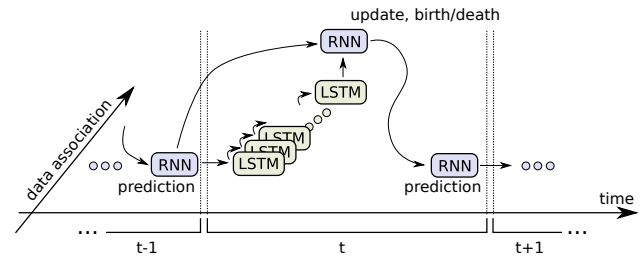 update, birth/death
RNN
LSTM
data association
LSTM
LSTM
RNN
LSTM
RNN
prediction
prediction
time
...
...
t-1
t
t+1